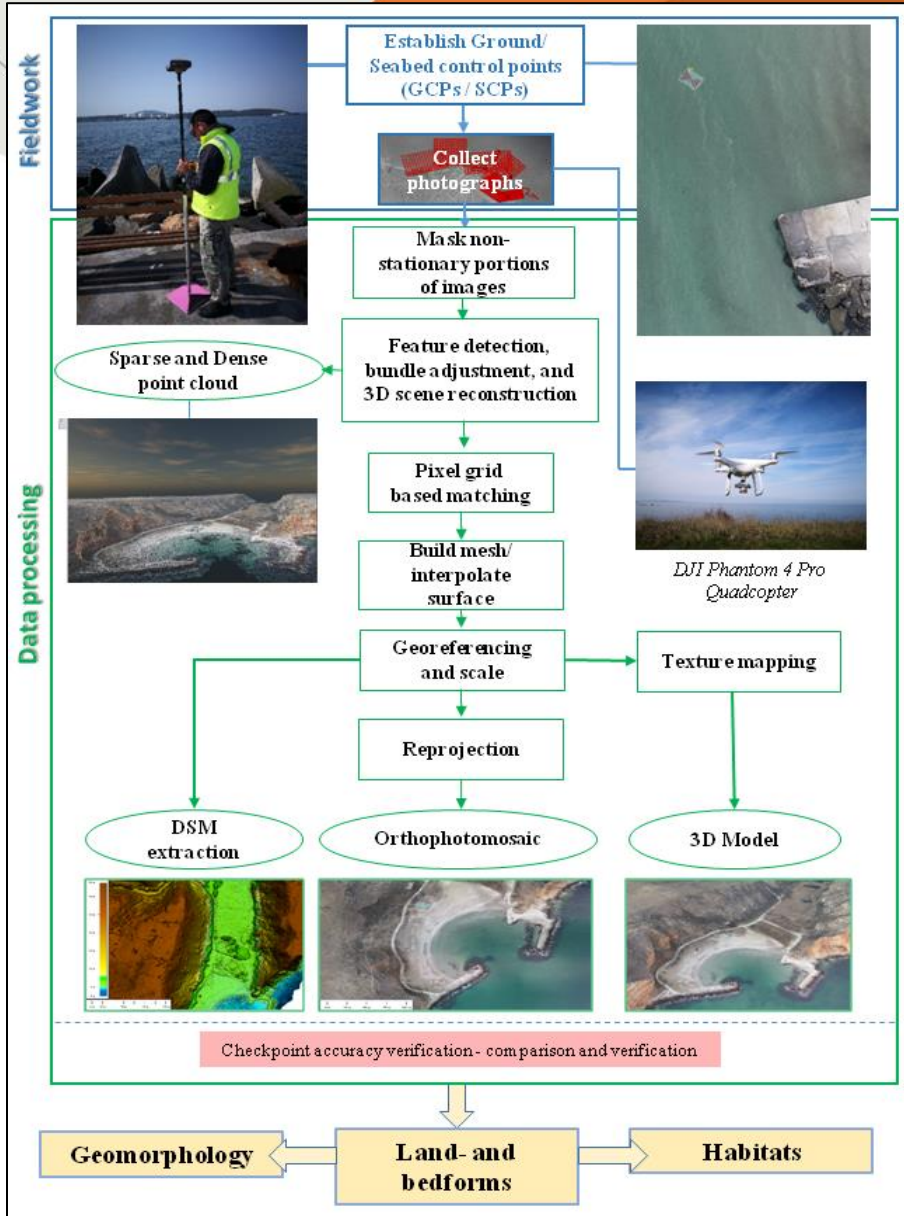 Fieldwork
Establish Ground/
Seabed control points
(GCPs / SCPs)
Collect
photographs
Data processing
Mask non-
stationary portions
of images
Feature detection,
bundle adjustment, and
3D scene reconstruction
Sparse and Dense
point cloud
Pixel grid
based matching
Build mesh/
interpolate
surface
DJI Phantom 4 Pro
Quadcopter
Georeferencing
and scale
Texture mapping
Reprojection
DSM
extraction
Orthophotomosaic
3D Model
Checkpoint accuracy verification - comparison and verification
Geomorphology
Land- and
bedforms
Habitats